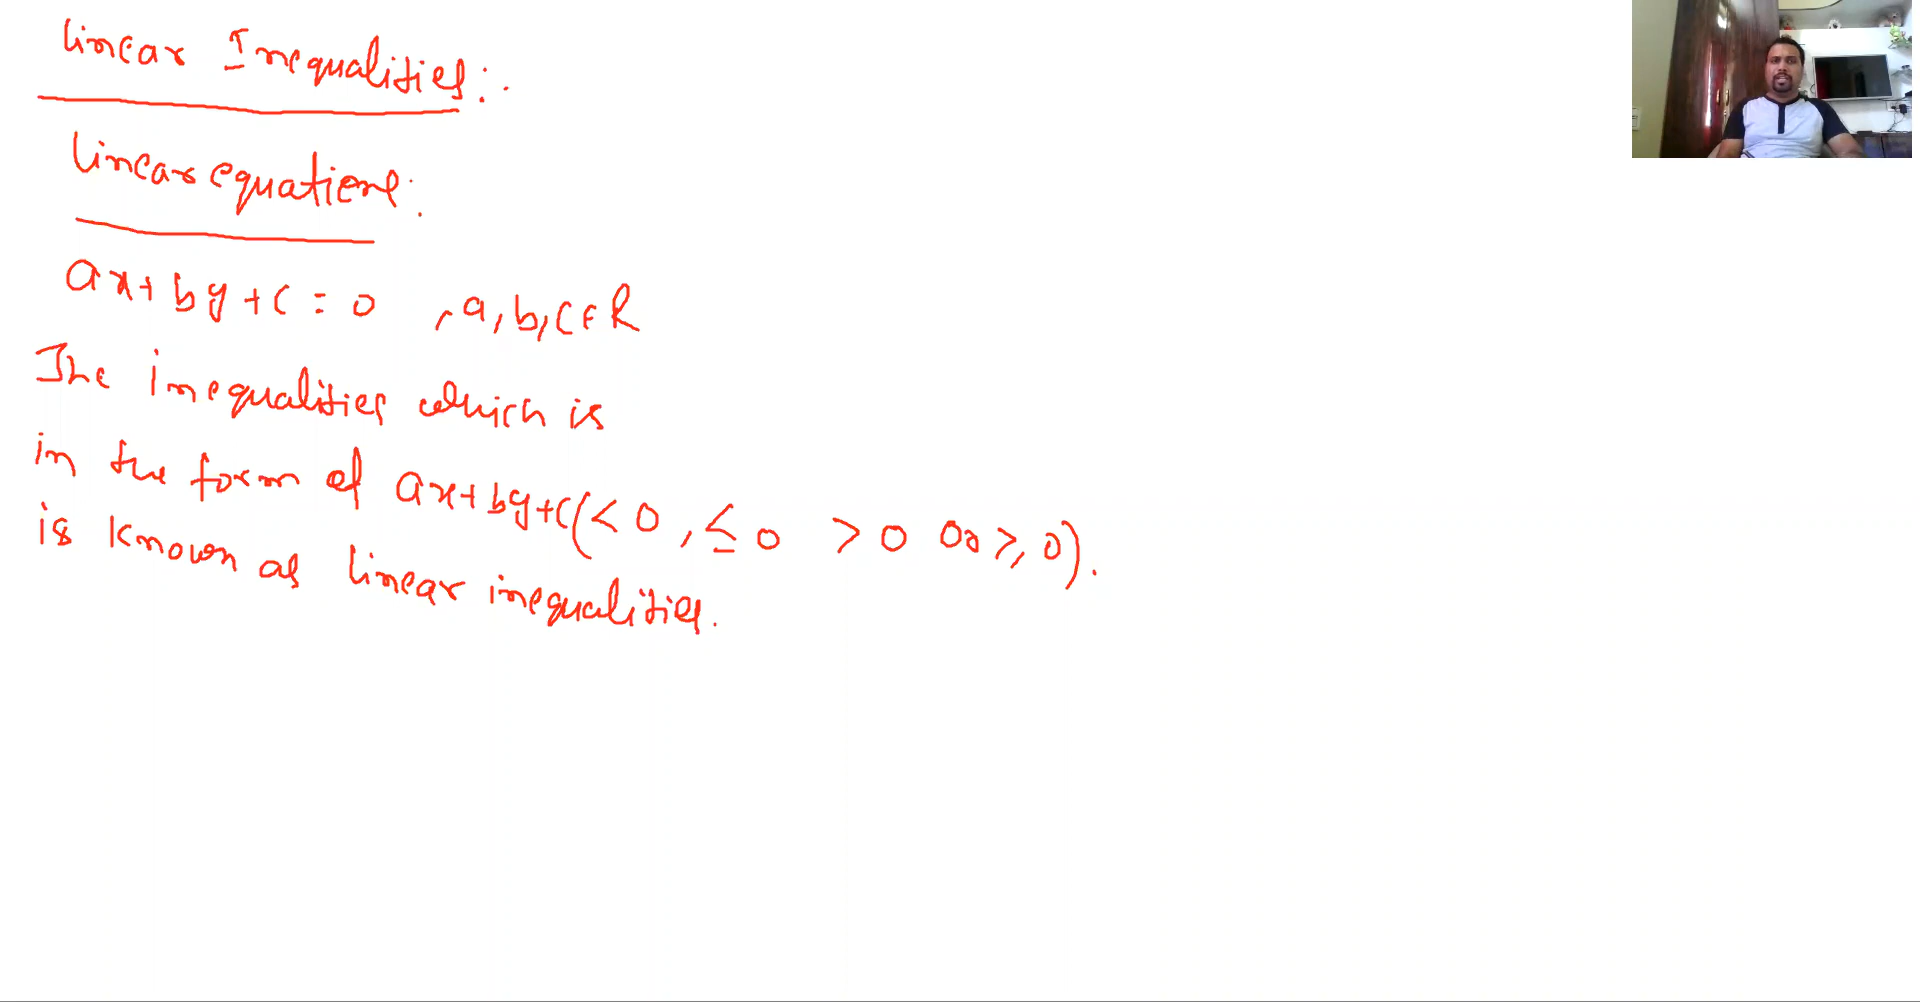 Linear Inequalities:-
Linear equations:
ax+by+c=0 , a, b, c ∈ R
The inequalities which is
in the form of ax+by+c(<0, ≤0 >0 or ≥0).
is known as linear inequalities.